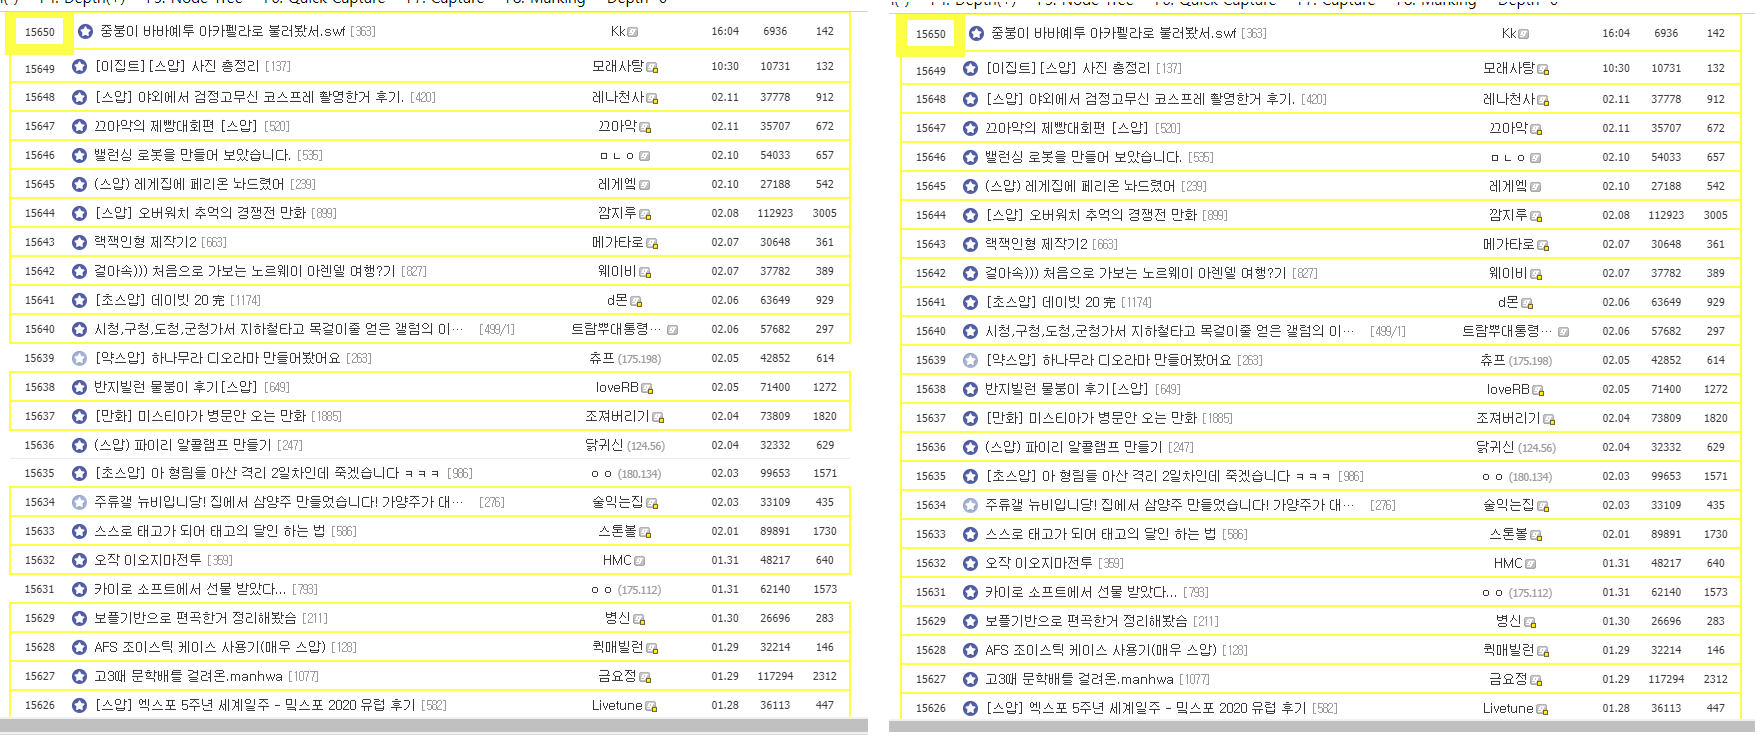 F4. Depth(+) F5. Node Tree F6. Quick Capture F7. Capture F8. Marking Depth
15650 중붕이 바바예투 아카펠라로 불러봤서.swf [363] Kk 16:04 6936 142
15649 [이집트][스압] 사진 총정리 [137] 모래사탕 10:30 10731 132
15648 [스압] 야외에서 검정고무신 코스프레 촬영한거 후기. [420] 레나천사 02.11 37778 912
15647 끄아악의 제빵대회편 [스압] [520] 끄아악 02.11 35707 672
15646 밸런싱 로봇을 만들어 보았습니다. [535] ㅁㄴㅇ 02.10 54033 657
15645 (스압) 레게집에 페리온 놔드렸어 [239] 레게엨 02.10 27188 542
15644 [스압] 오버워치 추억의 경쟁전 만화 [899] 깜지루 02.08 112923 3005
15643 랙잭인형 제작기2 [663] 메가타로 02.07 30648 361
15642 걸아속))) 처음으로 가보는 노르웨이 아렌델 여행?기 [827] 웨이비 02.07 37782 389
15641 [초스압] 데이빗 20 完 [1174] d몬 02.06 63649 929
15640 시청,구청,도청,군청가서 지하철타고 목걸이줄 얻은 갤럼의 이… [499/1] 트람뿌대통령… 02.06 57682 297
15639 [약스압] 하나무라 디오라마 만들어봤어요 [263] 츄프 (175.198) 02.05 42852 614
15638 반지빌런 물붕이 후기[스압] [649] loveRB 02.05 71400 1272
15637 [만화] 미스티아가 병문안 오는 만화 [1885] 조져버리기 02.04 73809 1820
15636 (스압) 파이리 알콜램프 만들기 [247] 닭귀신 (124.56) 02.04 32332 629
15635 [초스압] 아 형림들 아산 격리 2일차인데 죽겠습니다 ㅋㅋㅋ [986] ㅇㅇ (180.134) 02.03 99653 1571
15634 주류갤 뉴비입니당! 집에서 삼양주 만들었습니다! 가양주가 대… [276] 술익는집 02.03 33109 435
15633 스스로 태고가 되어 태고의 달인 하는 법 [586] 스톤볼 02.01 89891 1730
15632 오작 이오지마전투 [359] HMC 01.31 48217 640
15631 카이로 소프트에서 선물 받았다... [793] ㅇㅇ (175.112) 01.31 62140 1573
15629 보플기반으로 편곡한거 정리해봤슴 [211] 병신 01.30 26696 283
15628 AFS 조이스틱 케이스 사용기(매우 스압) [128] 퀵매빌런 01.29 32214 146
15627 고3때 문학배틀 걸려온.manhwa [1077] 금요정 01.29 117294 2312
15626 [스압] 엑스포 5주년 세계일주 - 밐스포 2020 유럽 후기 [582] Livetune 01.28 36113 447
F4. Depth(+) F5. Node Tree F6. Quick Capture F7. Capture F8. Marking Depth
15650 중붕이 바바예투 아카펠라로 불러봤서.swf [363] Kk 16:04 6936 142
15649 [이집트][스압] 사진 총정리 [137] 모래사탕 10:30 10731 132
15648 [스압] 야외에서 검정고무신 코스프레 촬영한거 후기. [420] 레나천사 02.11 37778 912
15647 끄아악의 제빵대회편 [스압] [520] 끄아악 02.11 35707 672
15646 밸런싱 로봇을 만들어 보았습니다. [535] ㅁㄴㅇ 02.10 54033 657
15645 (스압) 레게집에 페리온 놔드렸어 [239] 레게엨 02.10 27188 542
15644 [스압] 오버워치 추억의 경쟁전 만화 [899] 깜지루 02.08 112923 3005
15643 랙잭인형 제작기2 [663] 메가타로 02.07 30648 361
15642 걸아속))) 처음으로 가보는 노르웨이 아렌델 여행?기 [827] 웨이비 02.07 37782 389
15641 [초스압] 데이빗 20 完 [1174] d몬 02.06 63649 929
15640 시청,구청,도청,군청가서 지하철타고 목걸이줄 얻은 갤럼의 이… [499/1] 트람뿌대통령… 02.06 57682 297
15639 [약스압] 하나무라 디오라마 만들어봤어요 [263] 츄프 (175.198) 02.05 42852 614
15638 반지빌런 물붕이 후기[스압] [649] loveRB 02.05 71400 1272
15637 [만화] 미스티아가 병문안 오는 만화 [1885] 조져버리기 02.04 73809 1820
15636 (스압) 파이리 알콜램프 만들기 [247] 닭귀신 (124.56) 02.04 32332 629
15635 [초스압] 아 형림들 아산 격리 2일차인데 죽겠습니다 ㅋㅋㅋ [986] ㅇㅇ (180.134) 02.03 99653 1571
15634 주류갤 뉴비입니당! 집에서 삼양주 만들었습니다! 가양주가 대… [276] 술익는집 02.03 33109 435
15633 스스로 태고가 되어 태고의 달인 하는 법 [586] 스톤볼 02.01 89891 1730
15632 오작 이오지마전투 [359] HMC 01.31 48217 640
15631 카이로 소프트에서 선물 받았다... [793] ㅇㅇ (175.112) 01.31 62140 1573
15629 보플기반으로 편곡한거 정리해봤슴 [211] 병신 01.30 26696 283
15628 AFS 조이스틱 케이스 사용기(매우 스압) [128] 퀵매빌런 01.29 32214 146
15627 고3때 문학배틀 걸려온.manhwa [1077] 금요정 01.29 117294 2312
15626 [스압] 엑스포 5주년 세계일주 - 밐스포 2020 유럽 후기 [582] Livetune 01.28 36113 447